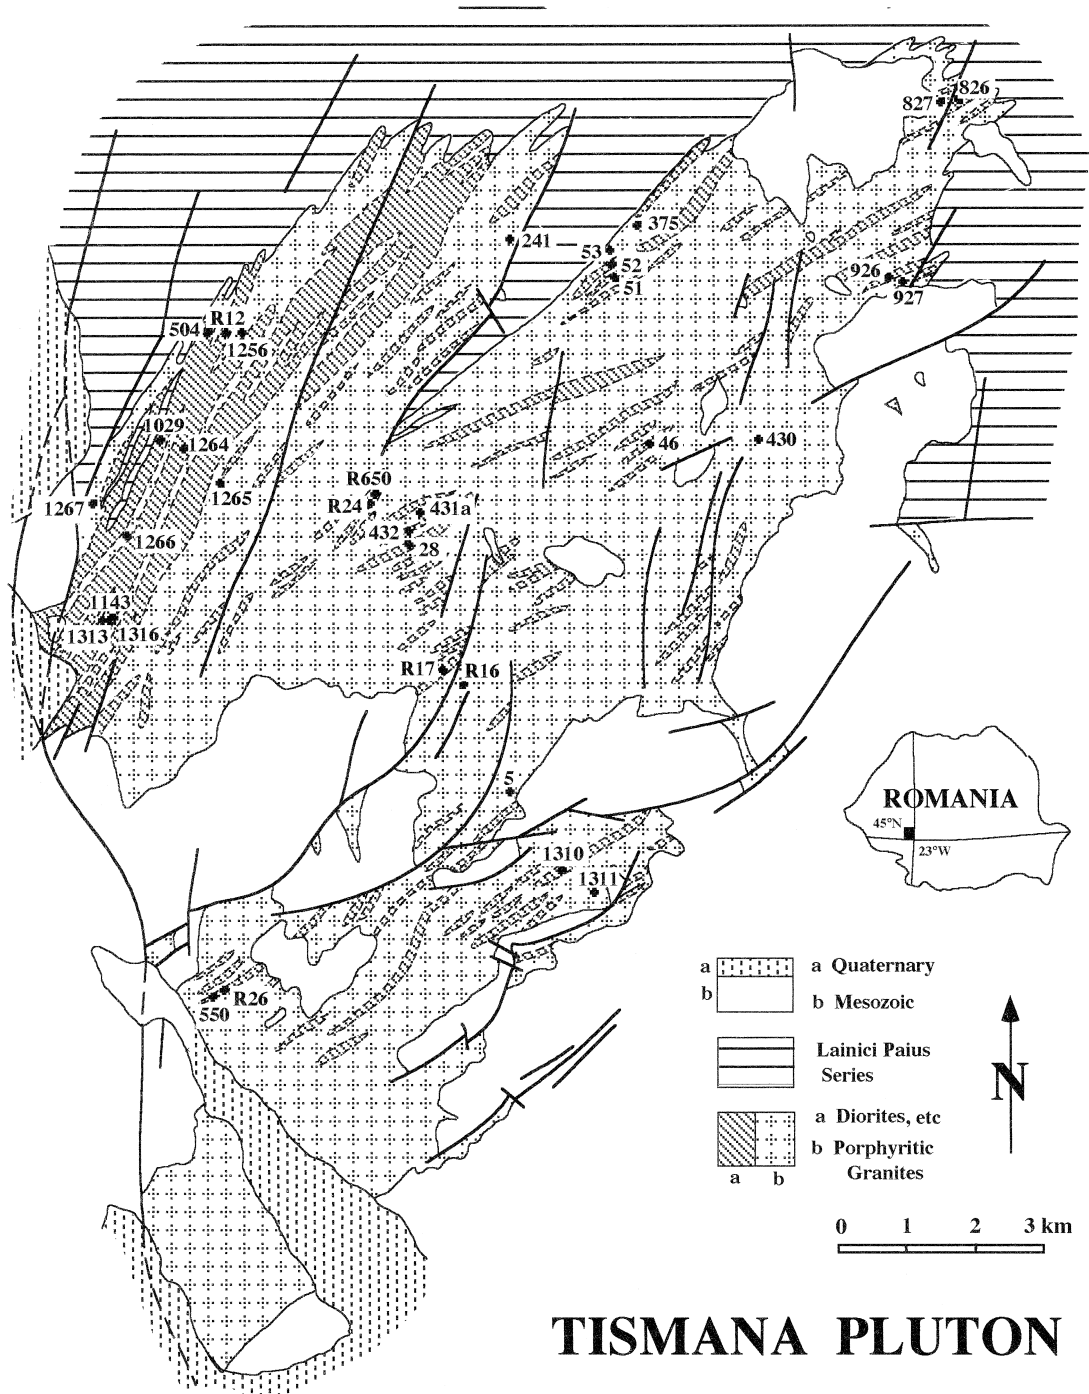 826
827
375
241
53
52
51
926
927
R12
504
1256
1029
1264
46
430
R650
1265
R24
431a
1267
432
1266
28
1143
1313
1316
R17
R16
5
ROMANIA
45°N
23°W
1310
1311
R26
550
a
a Quaternary
b
b Mesozoic
Lainici Paius
Series
a Diorites, etc
b Porphyritic
Granites
a b
N
0 1 2 3 km
TISMANA PLUTON